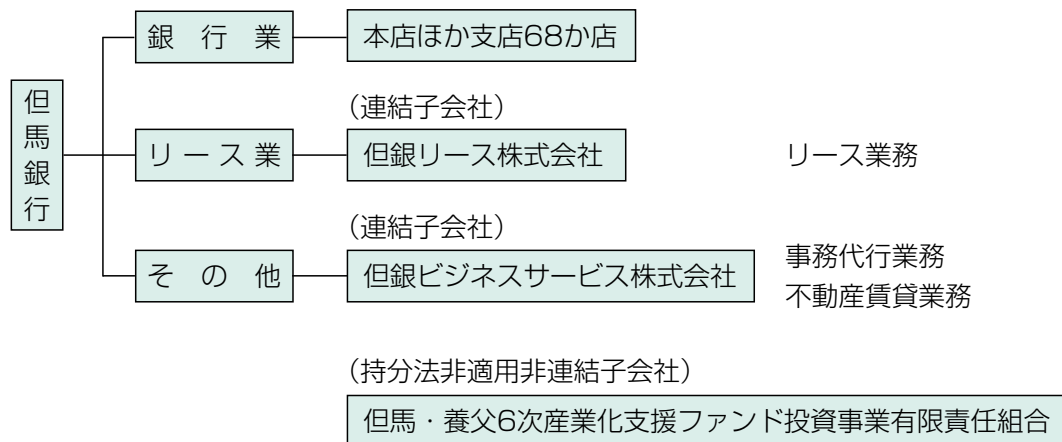 但馬銀行
銀行業
本店ほか支店68か店
リース業
(連結子会社)
但銀リース株式会社
リース業務
その他
(連結子会社)
但銀ビジネスサービス株式会社
事務代行業務
不動産賃貸業務
(持分法非適用非連結子会社)
但馬・養父6次産業化支援ファンド投資事業有限責任組合